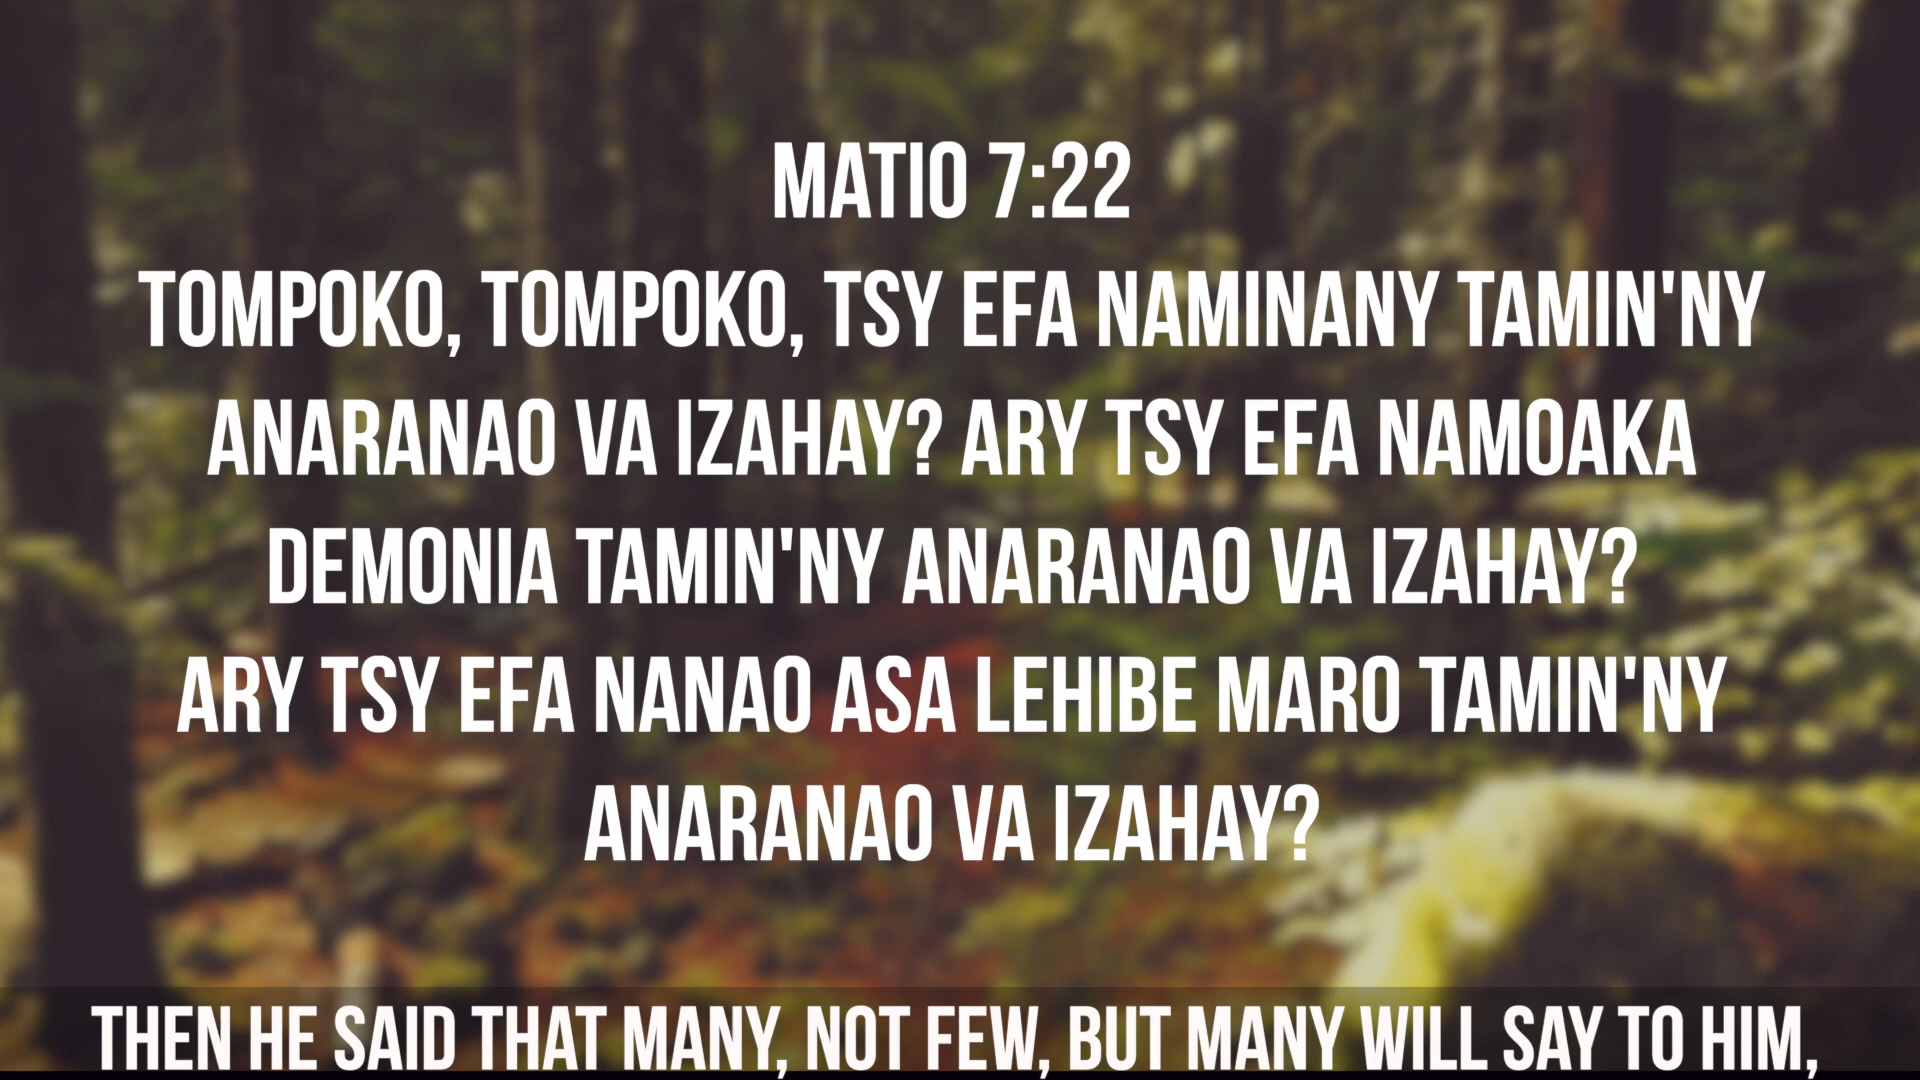 MATIO 7:22
TOMPOKO, TOMPOKO, TSY EFA NAMINANY TAMIN'NY
ANARANAO VA IZAHAY? ARY TSY EFA NAMOAKA
DEMONIA TAMIN'NY ANARANAO VA IZAHAY?
ARY TSY EFA NANAO ASA LEHIBE MARO TAMIN'NY
ANARANAO VA IZAHAY?
THEN HE SAID THAT MANY, NOT FEW, BUT MANY WILL SAY TO HIM,